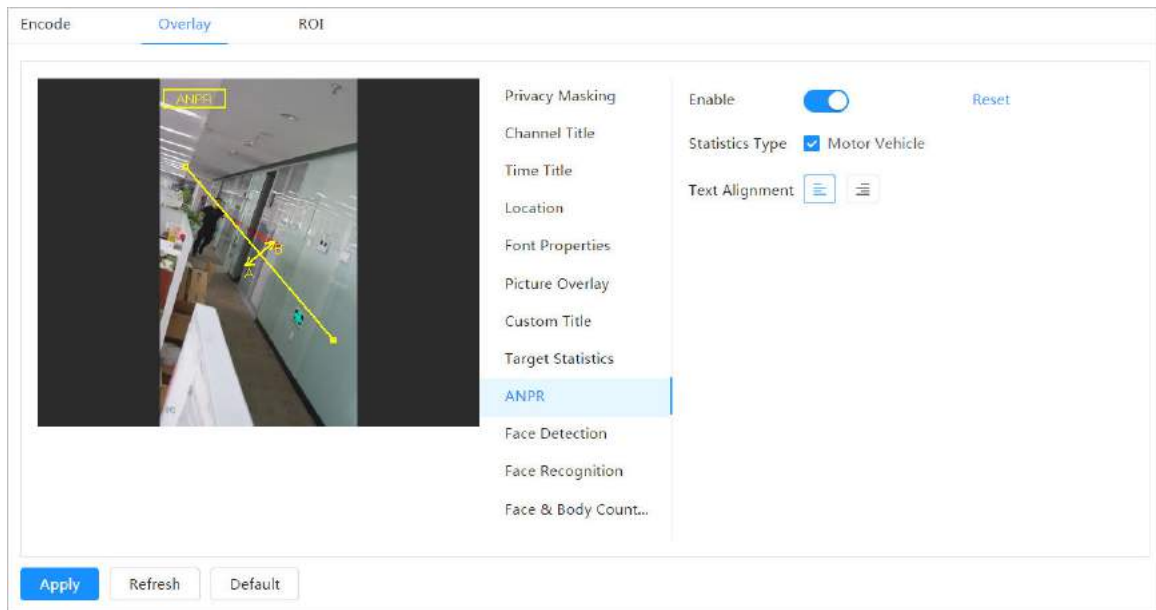 Encode Overlay ROI
ANPR
A
B
Privacy Masking
Channel Title
Time Title
Location
Font Properties
Picture Overlay
Custom Title
Target Statistics
ANPR
Face Detection
Face Recognition
Face & Body Count...
Enable Reset
Statistics Type Motor Vehicle
Text Alignment
Apply Refresh Default